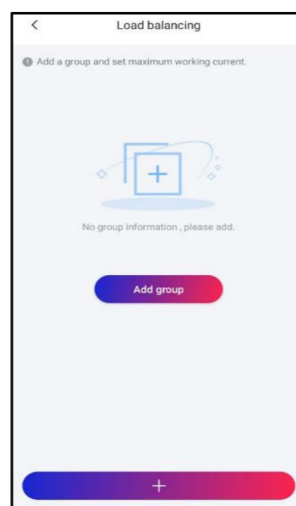 Load balancing
Add a group and set maximum working current.
No group information , please add.
Add group